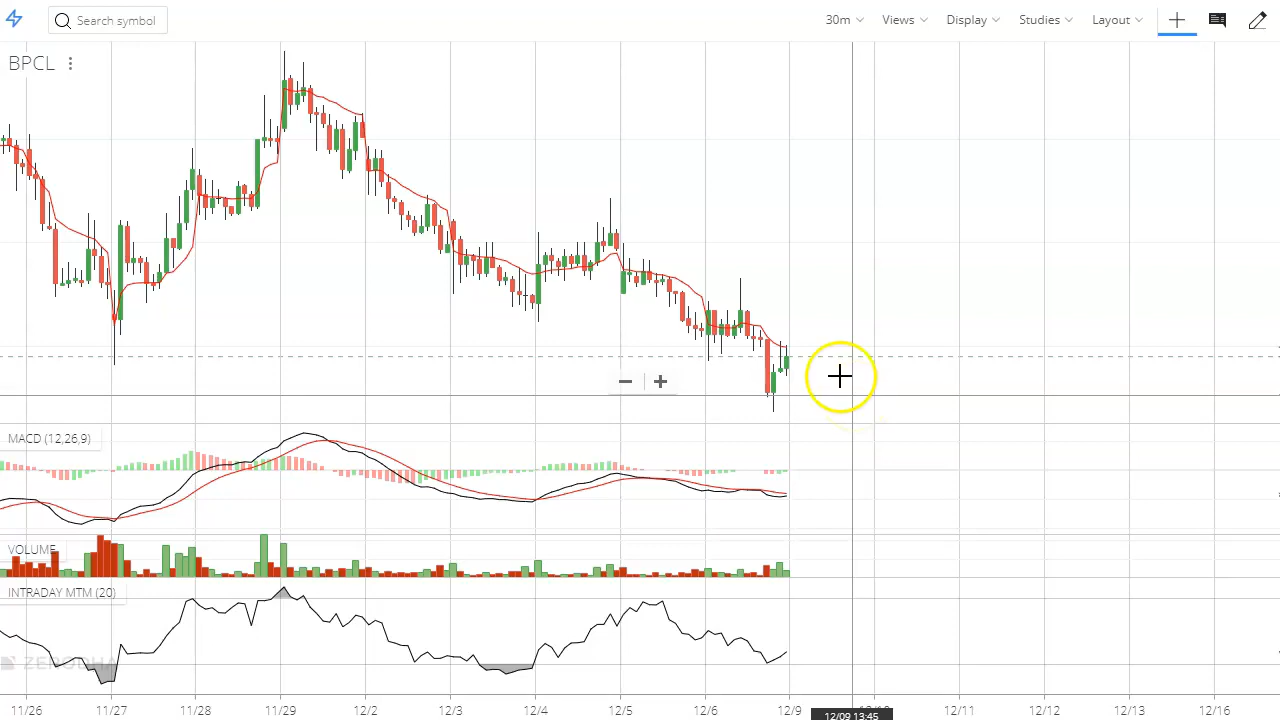 Search symbol 30m Views Display Studies Layout
BPCL
MACD (12,26,9)
VOLUME
INTRADAY MTM (20)
11/26 11/27 11/28 11/29 12/2 12/3 12/4 12/5 12/6 12/9 12/09 13:45 12/11 12/12 12/13 12/16